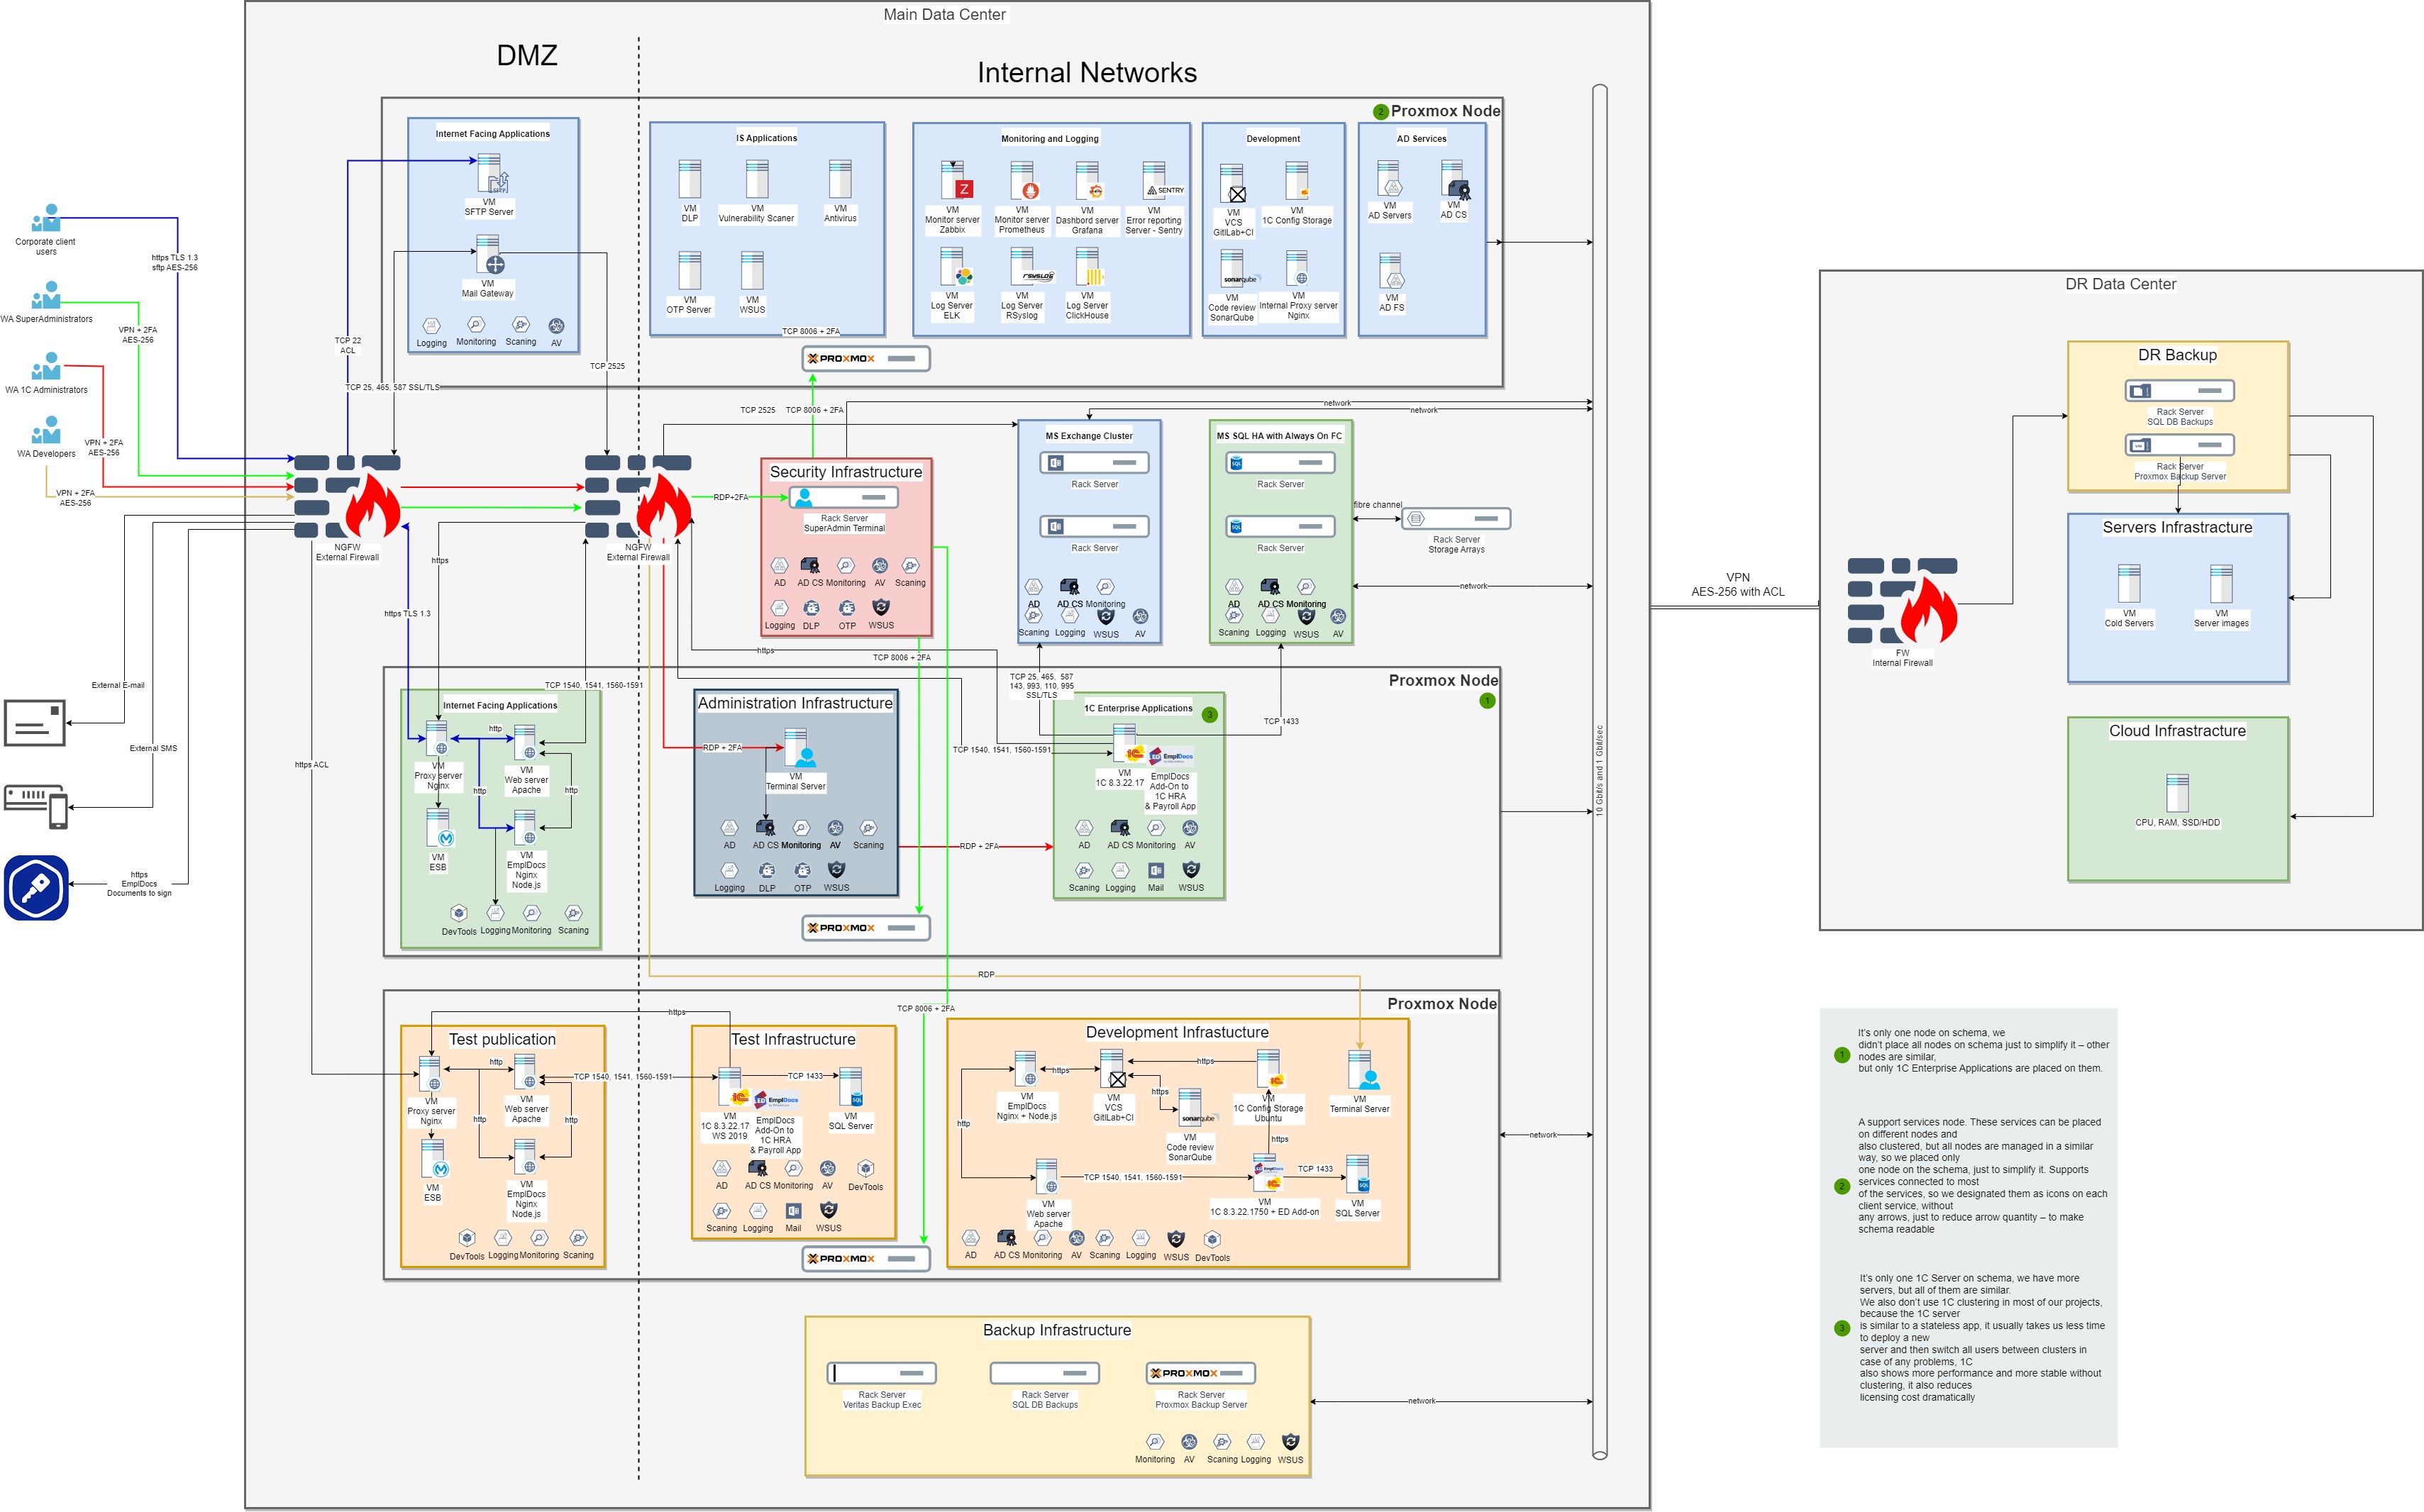 Main Data Center
DMZ
Internal Networks
2
Proxmox Node
Internet Facing Applications
VM
SFTP Server
VM
Mail Gateway
Logging
Monitoring
Scaning
AV
IS Applications
VM
DLP
VM
Vulnerability Scaner
VM
Antivirus
VM
OTP Server
VM
WSUS
TCP 8006 + 2FA
PROXMOX
Monitoring and Logging
Z
SENTRY
VM
Monitor server
Zabbix
VM
Monitor server
Prometheus
VM
Dashbord server
Grafana
VM
Error reporting
Server - Sentry
RSYSLOG
VM
Log Server
ELK
VM
Log Server
RSyslog
VM
Log Server
ClickHouse
Development
VM
VCS
GitlLab+CI
VM
1C Config Storage
sonarqube
VM
Code review
SonarQube
VM
Internal Proxy server
Nginx
AD Services
VM
AD Servers
VM
AD CS
VM
AD FS
Corporate client
users
https TLS 1.3
sftp AES-256
WA SuperAdministrators
VPN + 2FA
AES-256
WA 1C Administrators
VPN + 2FA
AES-256
WA Developers
VPN + 2FA
AES-256
TCP 22
ACL
TCP 25, 465, 587 SSL/TLS
TCP 2525
TCP 2525
TCP 8006 + 2FA
network
network
NGFW
External Firewall
NGFW
External Firewall
RDP+2FA
Security Infrastructure
Rack Server
SuperAdmin Terminal
AD
AD CS
Monitoring
AV
Scaning
Logging
DLP
OTP
WSUS
MS Exchange Cluster
Rack Server
Rack Server
AD
AD CS
Monitoring
Scaning
Logging
WSUS
AV
MS SQL HA with Always On FC
SQL
Rack Server
SQL
Rack Server
AD
AD CS
Monitoring
Scaning
Logging
WSUS
AV
fibre channel
Rack Server
Storage Arrays
network
https
https TLS 1.3
https
TCP 8006 + 2FA
TCP 25, 465, 587
143, 993, 110, 995
SSL/TLS
TCP 1433
TCP 1540, 1541, 1560-1591
External E-mail
External SMS
https ACL
https
EmplDocs
Documents to sign
Proxmox Node
1
Internet Facing Applications
http
VM
Proxy server
Nginx
VM
Web server
Apache
http
http
VM
ESB
VM
EmplDocs
Nginx
Node.js
DevTools
Logging
Monitoring
Scaning
Administration Infrastructure
RDP + 2FA
VM
Terminal Server
AD
AD CS
Monitoring
AV
Scaning
Logging
DLP
OTP
WSUS
RDP + 2FA
TCP 1540, 1541, 1560-1591
1C Enterprise Applications
3
1C
LED
EmplDocs
VM
1C 8.3.22.17
EmplDocs
Add-On to
1C HRA
& Payroll App
AD
AD CS
Monitoring
AV
Scaning
Logging
Mail
WSUS
PROXMOX
10 Gbit/s and 1 Gbit/sec
RDP
TCP 8006 + 2FA
Proxmox Node
https
Test publication
http
VM
Proxy server
Nginx
VM
Web server
Apache
http
http
VM
ESB
VM
EmplDocs
Nginx
Node.js
DevTools
Logging
Monitoring
Scaning
TCP 1540, 1541, 1560-1591
Test Infrastructure
TCP 1433
1C
LED
EmplDocs
SQL
VM
1C 8.3.22.17
WS 2019
EmplDocs
Add-On to
1C HRA
& Payroll App
VM
SQL Server
AD
AD CS
Monitoring
AV
DevTools
Scaning
Logging
Mail
WSUS
PROXMOX
Development Infrastucture
https
https
https
VM
EmplDocs
Nginx + Node.js
VM
VCS
GitlLab+CI
sonarqube
VM
Code review
SonarQube
VM
1C Config Storage
Ubuntu
VM
Terminal Server
http
https
TCP 1540, 1541, 1560-1591
TCP 1433
EmplDocs
SQL
VM
Web server
Apache
VM
1C 8.3.22.1750 + ED Add-on
VM
SQL Server
AD
AD CS
Monitoring
AV
Scaning
Logging
WSUS
DevTools
network
Backup Infrastructure
Rack Server
Veritas Backup Exec
Rack Server
SQL DB Backups
PROXMOX
Rack Server
Proxmox Backup Server
Monitoring
AV
Scaning
Logging
WSUS
network
VPN
AES-256 with ACL
DR Data Center
FW
Internal Firewall
DR Backup
Rack Server
SQL DB Backups
Rack Server
Proxmox Backup Server
Servers Infrastracture
VM
Cold Servers
VM
Server images
Cloud Infrastracture
CPU, RAM, SSD/HDD
1
It's only one node on schema, we
didn't place all nodes on schema just to simplify it – other
nodes are similar,
but only 1C Enterprise Applications are placed on them.
2
A support services node. These services can be placed
on different nodes and
also clustered, but all nodes are managed in a similar
way, so we placed only
one node on the schema, just to simplify it. Supports
services connected to most
of the services, so we designated them as icons on each
client service, without
any arrows, just to reduce arrow quantity – to make
schema readable
3
It's only one 1C Server on schema, we have more
servers, but all of them are similar.
We also don't use 1C clustering in most of our projects,
because the 1C server
is similar to a stateless app, it usually takes us less time
to deploy a new
server and then switch all users between clusters in
case of any problems, 1C
also shows more performance and more stable without
clustering, it also reduces
licensing cost dramatically